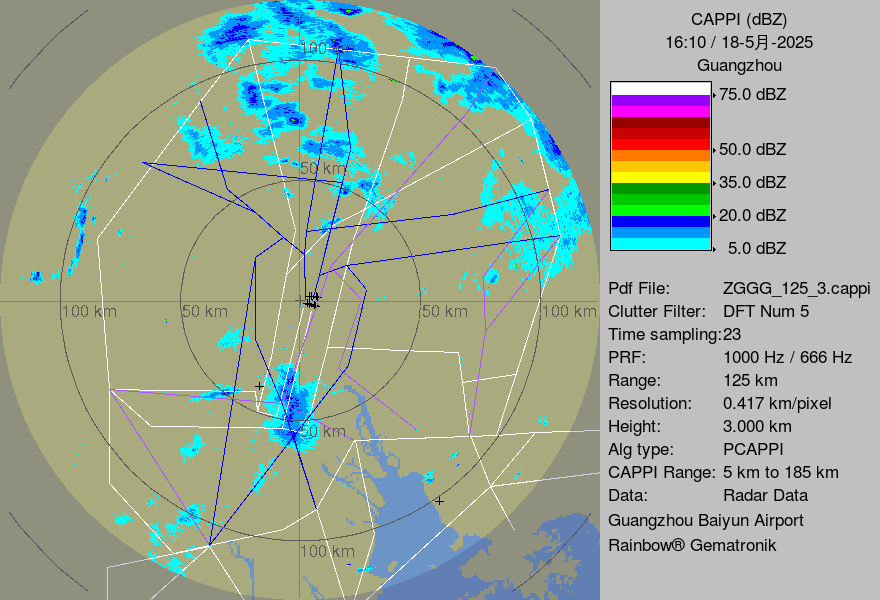 CAPPI (dBZ)
16:10 / 18-5月-2025
Guangzhou
75.0 dBZ
50.0 dBZ
35.0 dBZ
20.0 dBZ
5.0 dBZ
100 km
50 km
100 km
50 km
50 km
100 km
50 km
100 km
Pdf File: ZGGG_125_3.cappi
Clutter Filter: DFT Num 5
Time sampling:23
PRF: 1000 Hz / 666 Hz
Range: 125 km
Resolution: 0.417 km/pixel
Height: 3.000 km
Alg type: PCAPPI
CAPPI Range: 5 km to 185 km
Data: Radar Data
Guangzhou Baiyun Airport
Rainbow® Gematronik